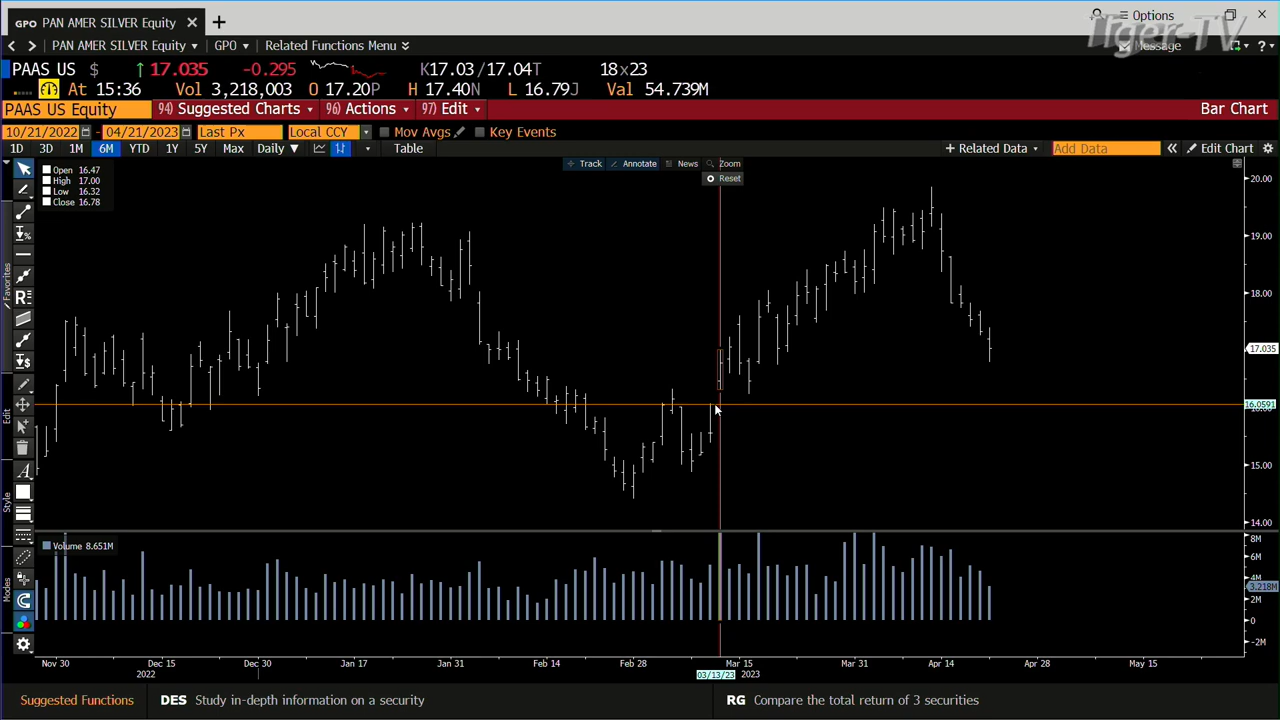 GPO PAN AMER SILVER Equity × +
Options
< > PAN AMER SILVER Equity GPO Related Functions Menu
Message
Tiger-TV
PAAS US $ ↑ 17.035 -0.295 K17.03/17.04T 18x23
At 15:36 Vol 3,218,003 O 17.20P H 17.40N L 16.79J Val 54.739M
PAAS US Equity 94) Suggested Charts 96) Actions 97) Edit Bar Chart
10/21/2022 - 04/21/2023 Last Px Local CCY Mov Avgs Key Events
1D 3D 1M 6M YTD 1Y 5Y Max Daily ▼ Table + Related Data Add Data « Edit Chart
Track Annotate News Zoom
Reset
Open 16.47
High 17.00
Low 16.32
Close 16.78
20.00
19.00
18.00
17.035
16.0591
16.00
15.00
14.00
Favorites
Edit
Style
Modes
Volume 8.651M
8M
6M
4M
3.218M
2M
0
-2M
Nov 30 Dec 15 Dec 30 Jan 17 Jan 31 Feb 14 Feb 28 Mar 15 Mar 31 Apr 14 Apr 28 May 15
2022 03/13/23 2023
Suggested Functions DES Study in-depth information on a security RG Compare the total return of 3 securities